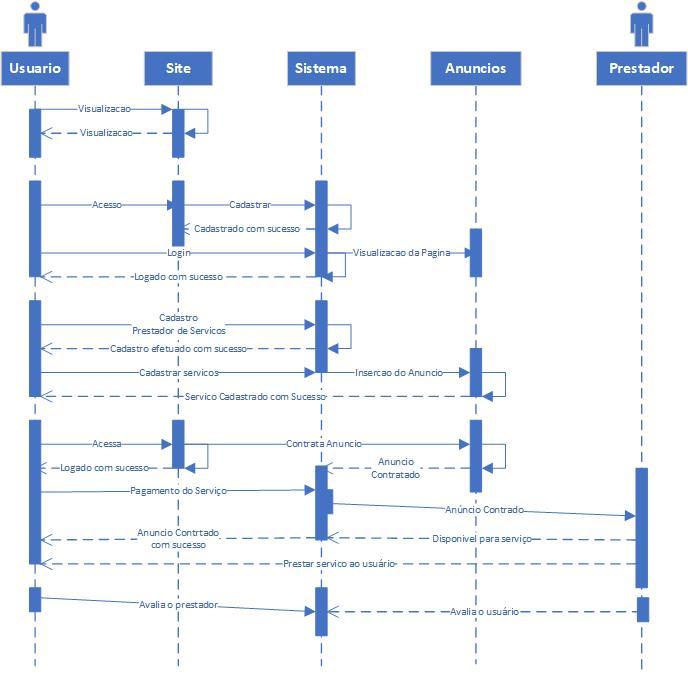 Usuario
Site
Sistema
Anuncios
Prestador
Visualizacao
Visualizacao
Acesso
Cadastrar
Cadastrado com sucesso
Login
Visualizacao da Pagina
Logado com sucesso
Cadastro
Prestador de Servicos
Cadastro efetuado com sucesso
Cadastrar servicos
Insercao do Anuncio
Servico Cadastrado com Sucesso
Acessa
Contrata Anuncio
Logado com sucesso
Anuncio
Contratado
Pagamento do Serviço
Anúncio Contrado
Anuncio Contrtado
com sucesso
Disponivel para serviço
Prestar servico ao usuário
Avalia o prestador
Avalia o usuário